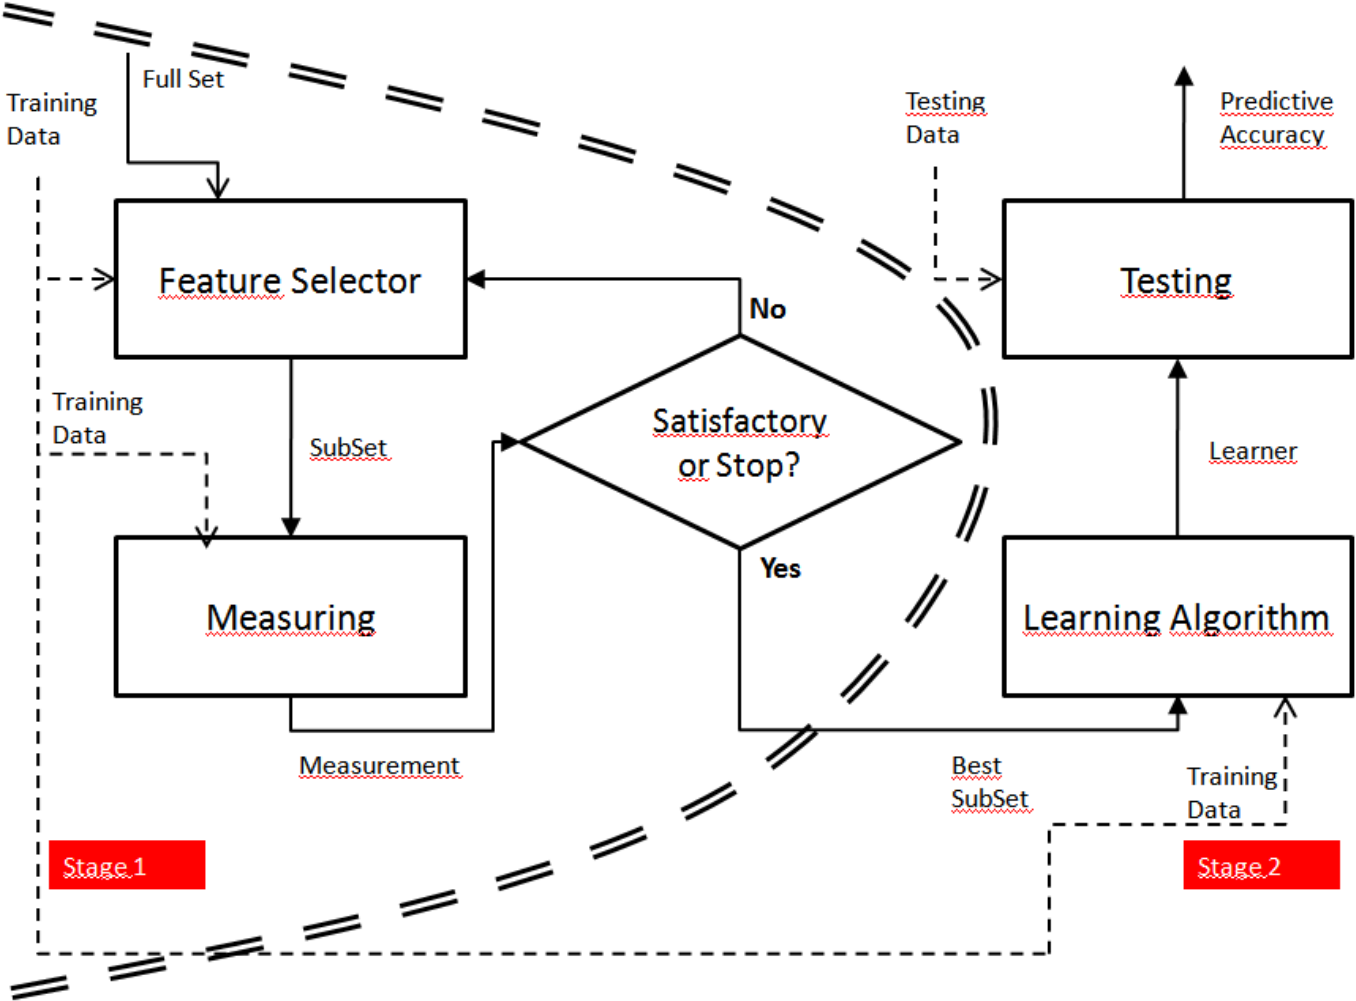 Full Set
Training
Data
Feature Selector
Training
Data
SubSet
Measuring
Measurement
No
Satisfactory
or Stop?
Yes
Best
SubSet
Stage 1
Testing
Data
Predictive
Accuracy
Testing
Learner
Learning Algorithm
Training
Data
Stage 2